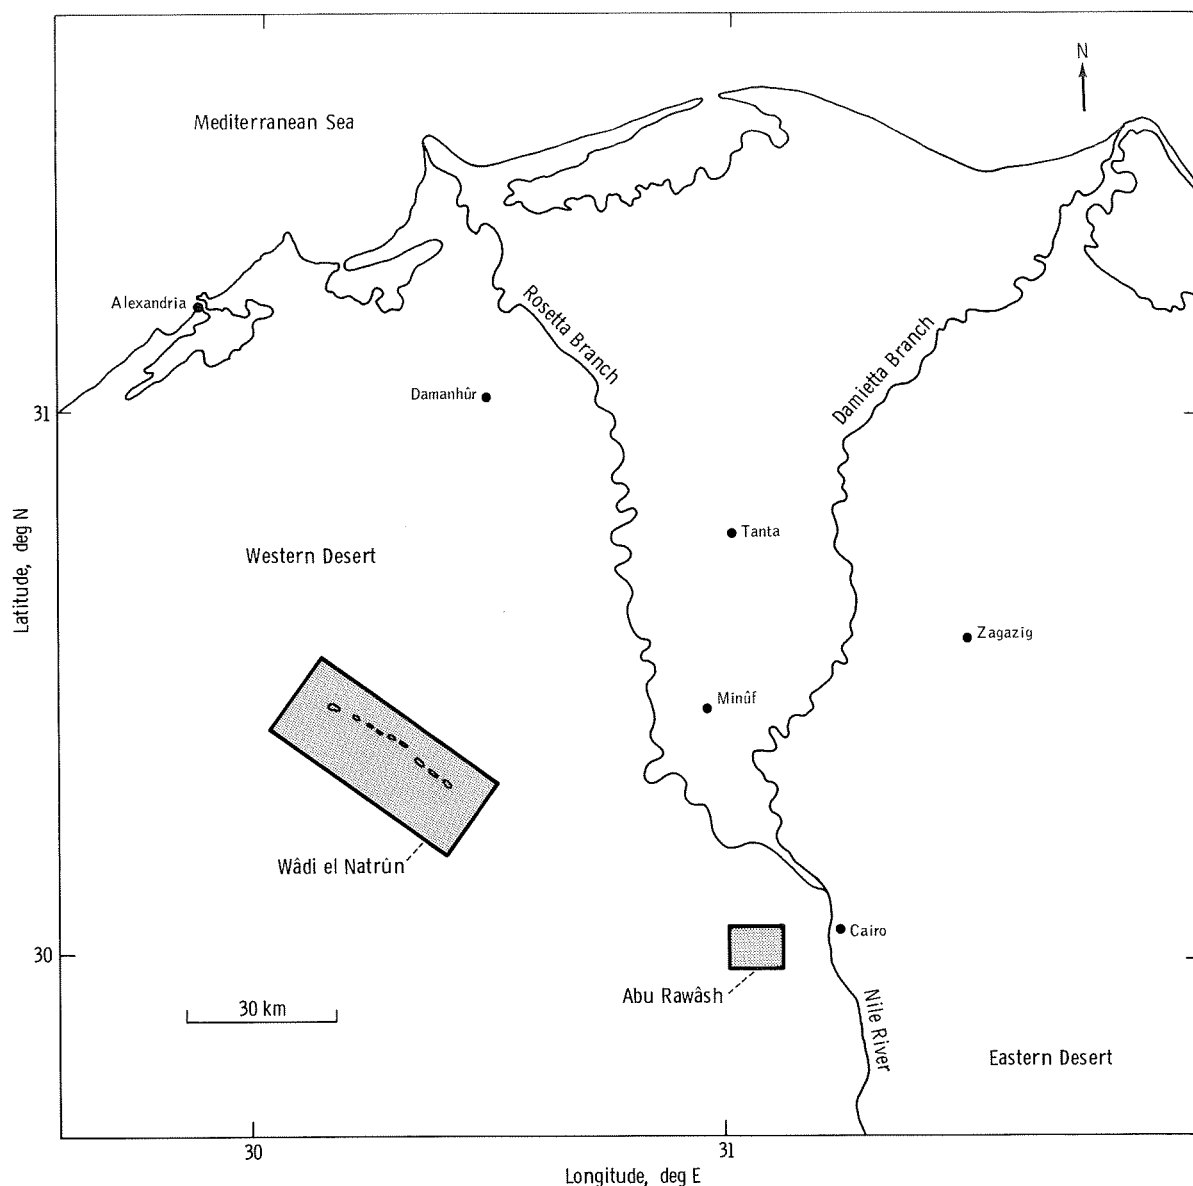 N
Mediterranean Sea
Alexandria
Rosetta Branch
Damietta Branch
Damanhûr
31
Tanta
Western Desert
Latitude, deg N
Zagazig
Minûf
Wâdi el Natrûn
Cairo
30
Abu Rawâsh
30 km
Nile River
Eastern Desert
30
31
Longitude, deg E